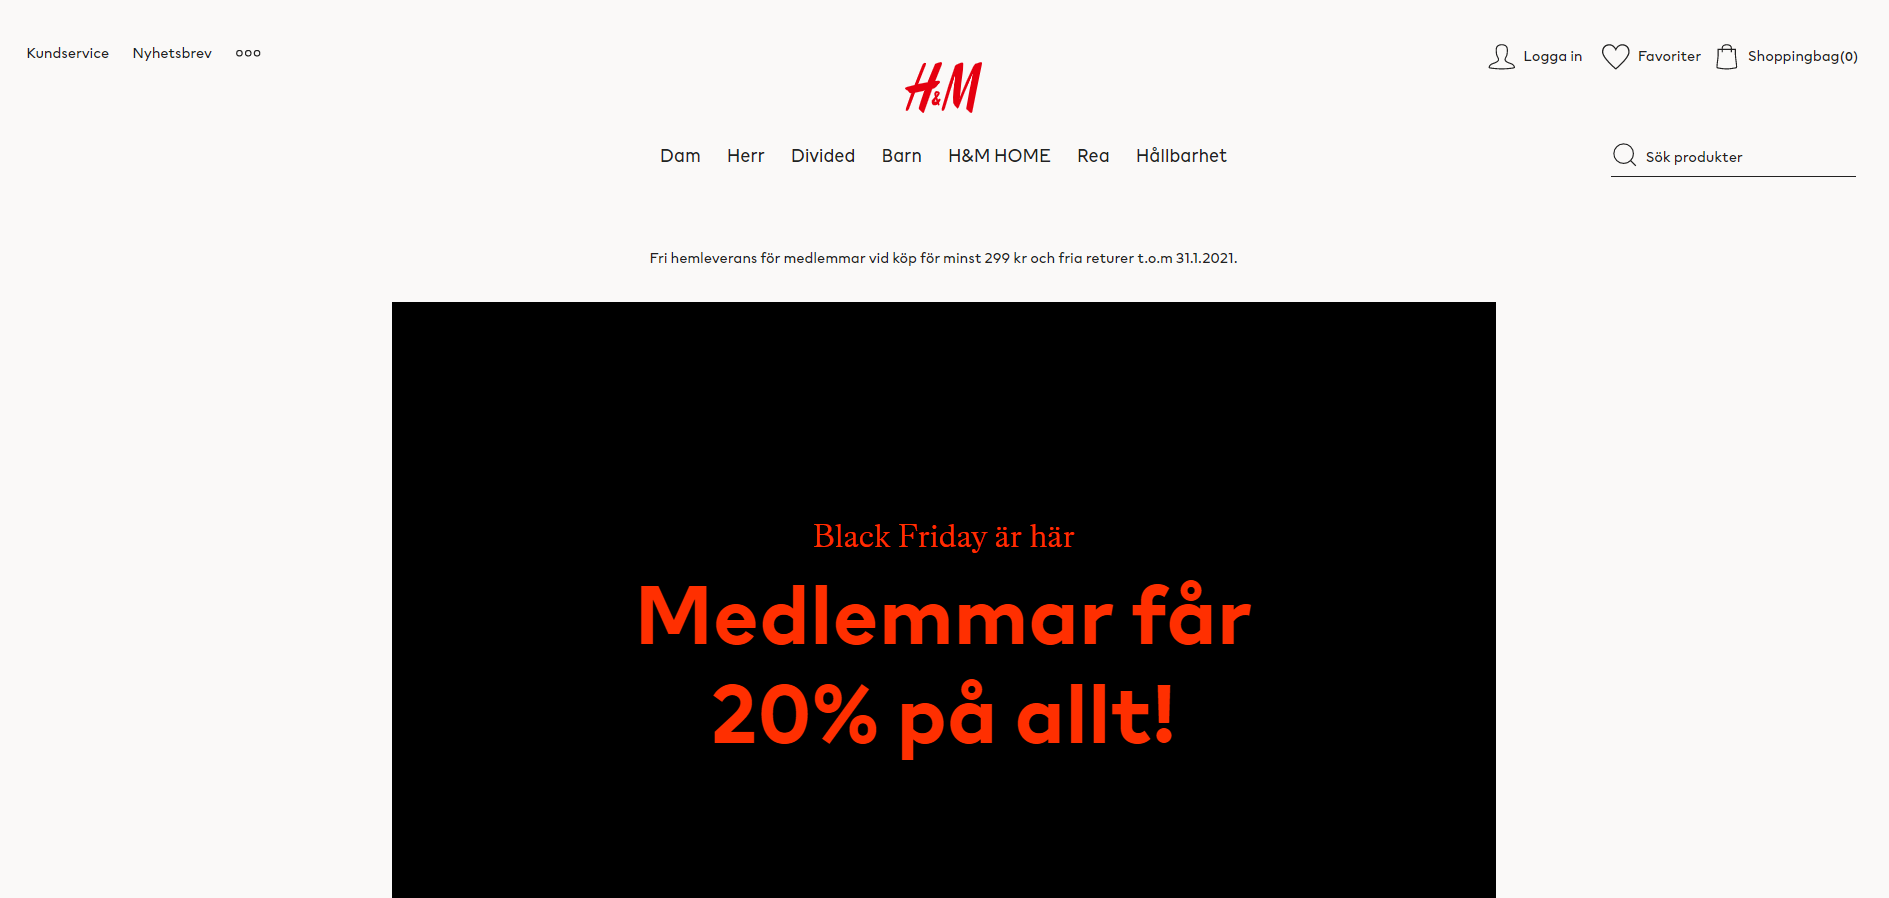 Kundservice Nyhetsbrev
Logga in Favoriter Shoppingbag(0)
H&M
Dam Herr Divided Barn H&M HOME Rea Hållbarhet
Sök produkter
Fri hemleverans för medlemmar vid köp för minst 299 kr och fria returer t.o.m 31.1.2021.
Black Friday är här
Medlemmar får
20% på allt!